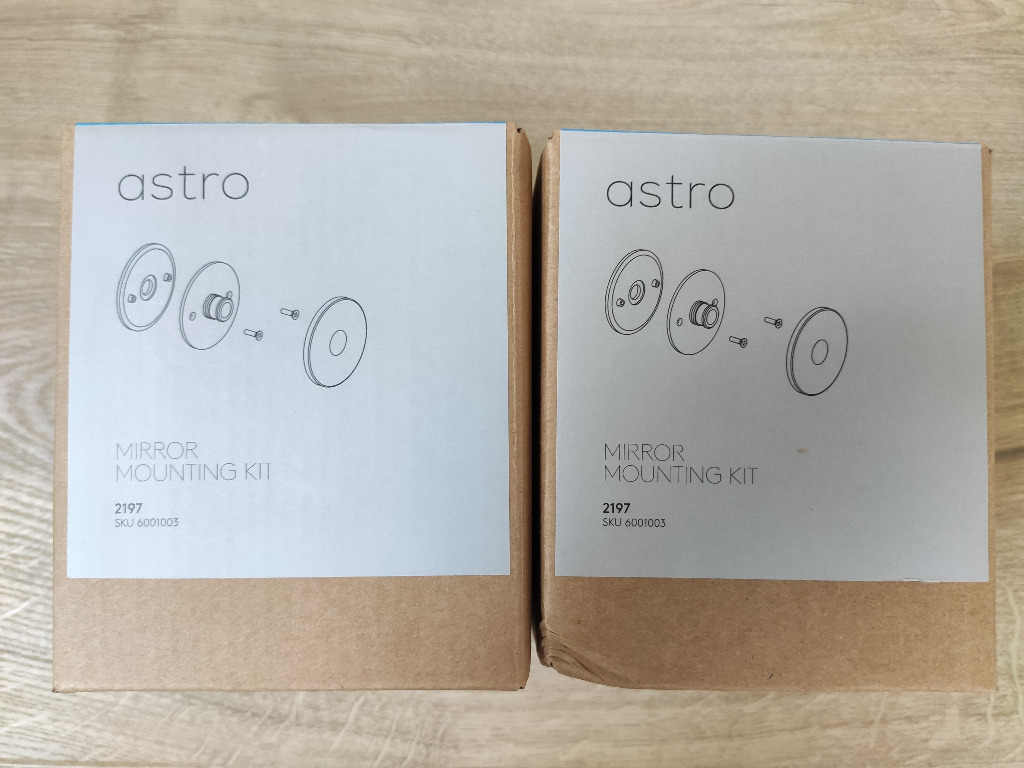 astro
MIRROR
MOUNTING KIT
2197
SKU 6001003
astro
MIRROR
MOUNTING KIT
2197
SKU 6001003